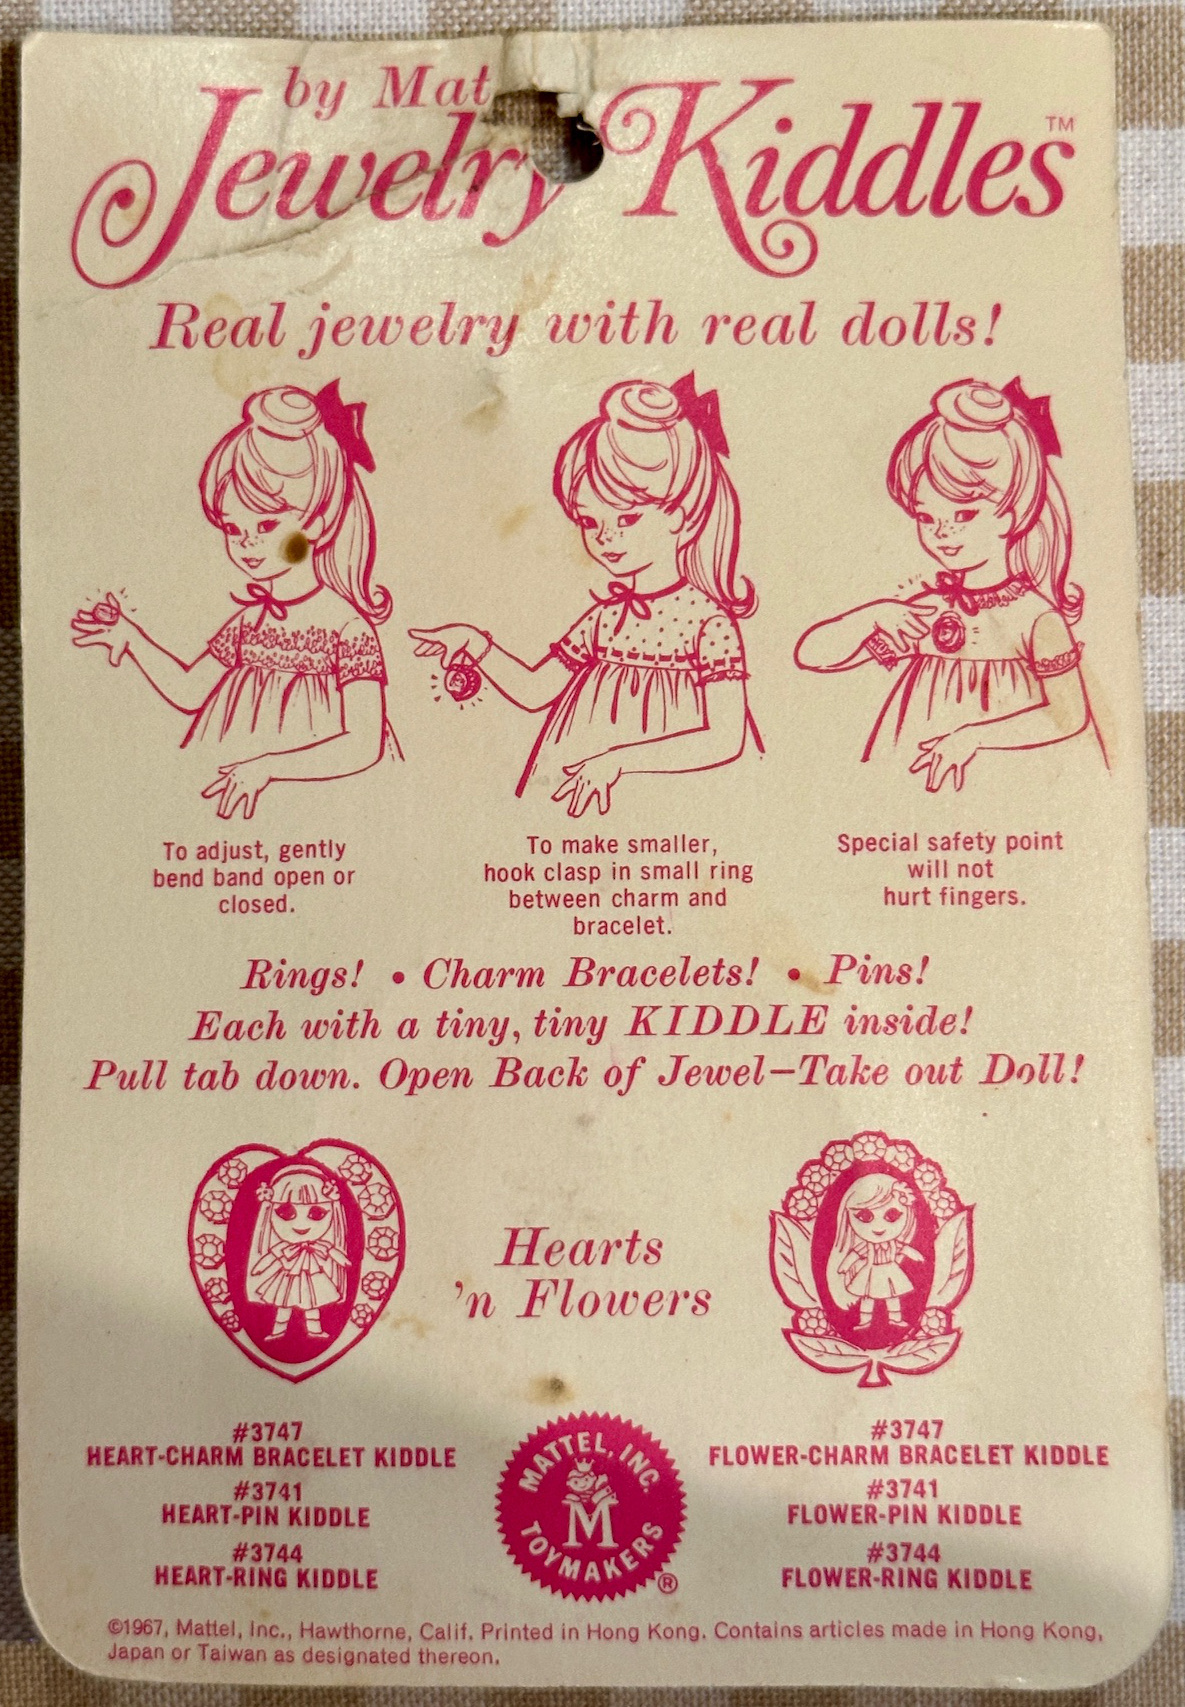 by Mat
Jewelry Kiddles™
Real jewelry with real dolls!
To adjust, gently
bend band open or
closed.
To make smaller,
hook clasp in small ring
between charm and
bracelet.
Special safety point
will not
hurt fingers.
Rings! • Charm Bracelets! • Pins!
Each with a tiny, tiny KIDDLE inside!
Pull tab down. Open Back of Jewel—Take out Doll!
Hearts
'n Flowers
#3747
HEART-CHARM BRACELET KIDDLE
#3741
HEART-PIN KIDDLE
#3744
HEART-RING KIDDLE
MATTEL, INC.
M
TOYMAKERS
®
#3747
FLOWER-CHARM BRACELET KIDDLE
#3741
FLOWER-PIN KIDDLE
#3744
FLOWER-RING KIDDLE
©1967, Mattel, Inc., Hawthorne, Calif. Printed in Hong Kong. Contains articles made in Hong Kong,
Japan or Taiwan as designated thereon.